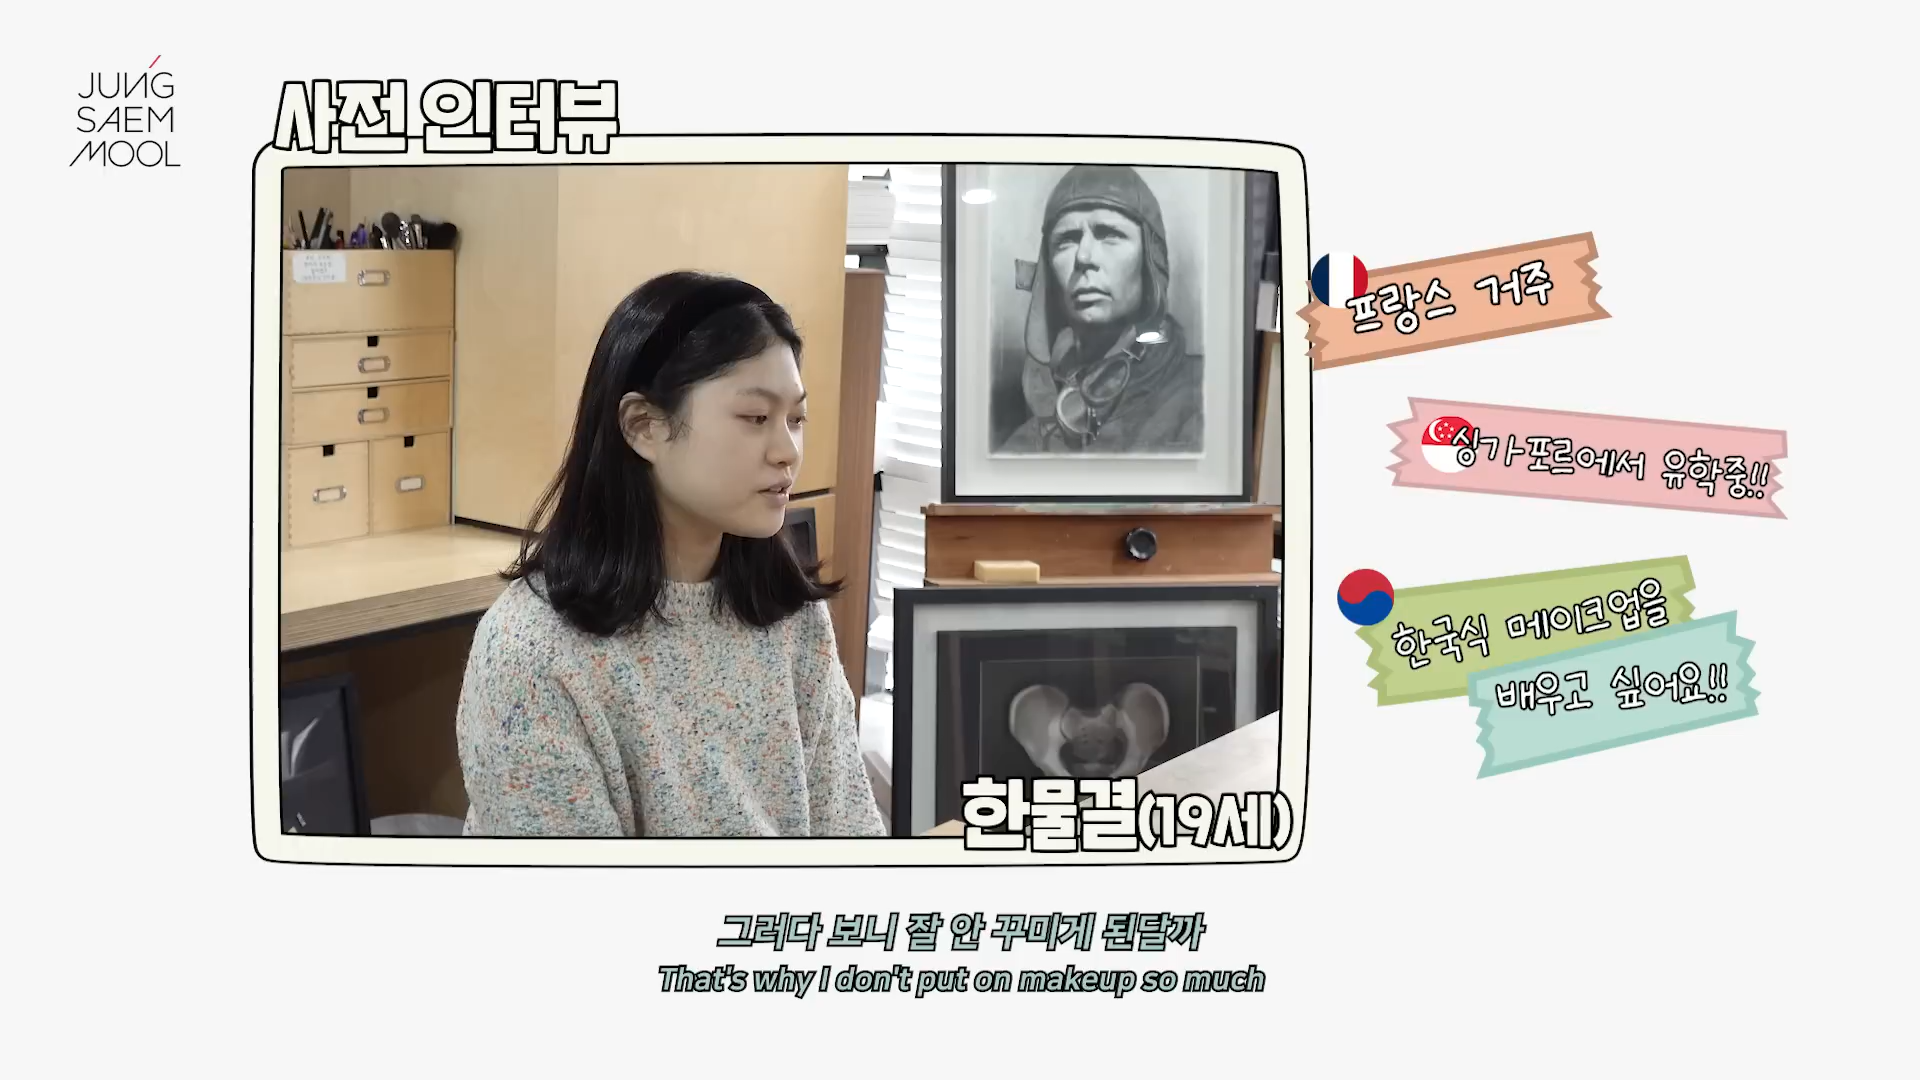 JUNG
SAEM
MOOL
사전 인터뷰
프랑스 거주
싱가포르에서 유학중!!
한국식 메이크업을
배우고 싶어요!!
한물결(19세)
그러다 보니 잘 안 꾸미게 된달까
That's why I don't put on makeup so much